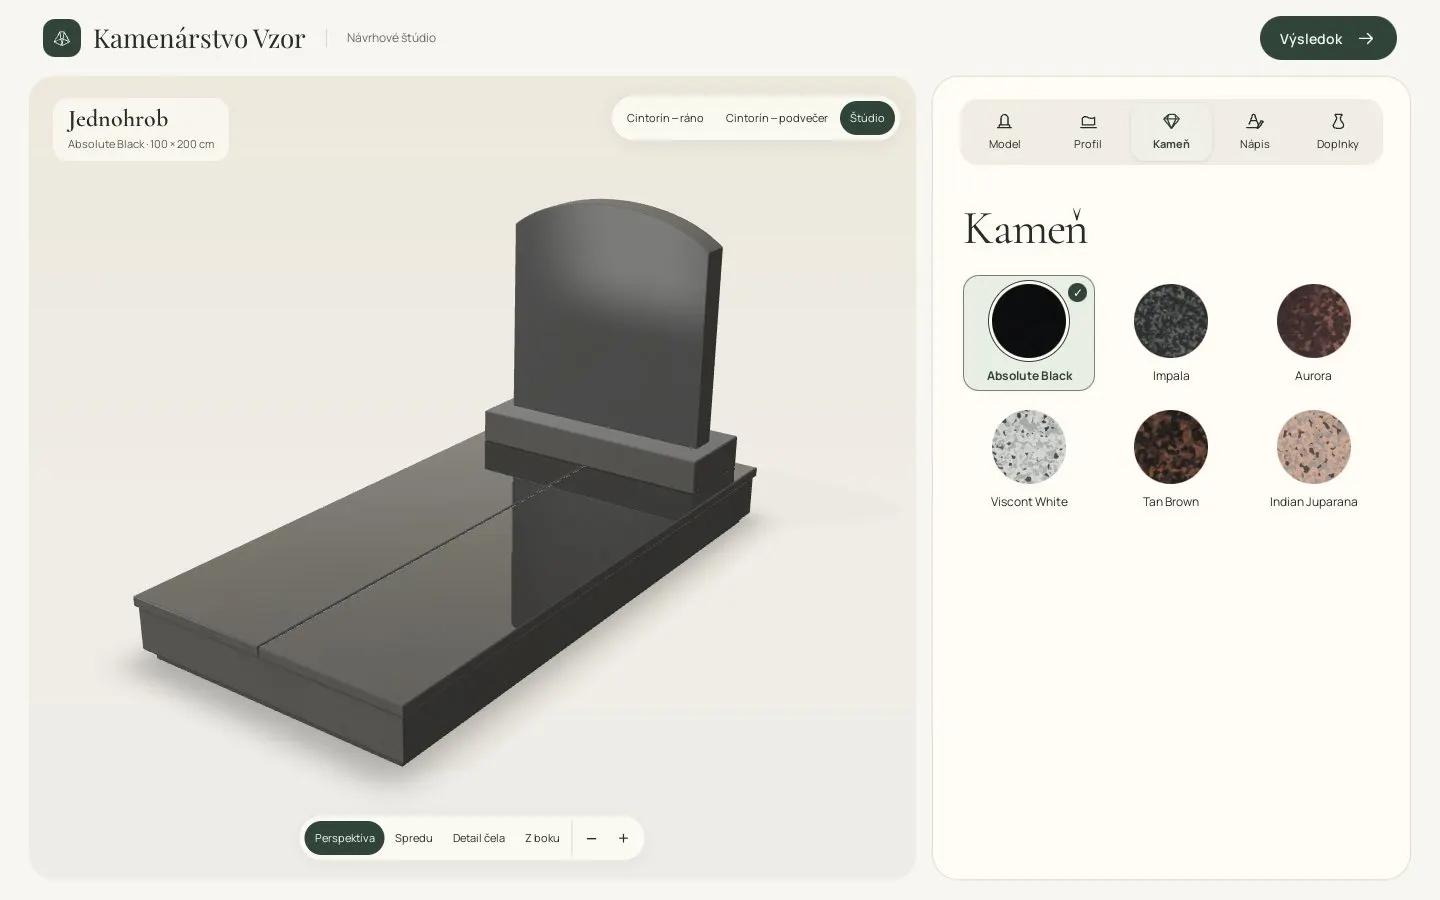 Kamenárstvo Vzor
Návrhové štúdio
Výsledok
Jednohrob
Absolute Black · 100 × 200 cm
Cintorín – ráno
Cintorín – podvečer
Štúdio
Perspektíva
Spredu
Detail čela
Z boku
Model
Profil
Kameň
Nápis
Doplnky
Kameň
Absolute Black
Impala
Aurora
Viscont White
Tan Brown
Indian Juparana